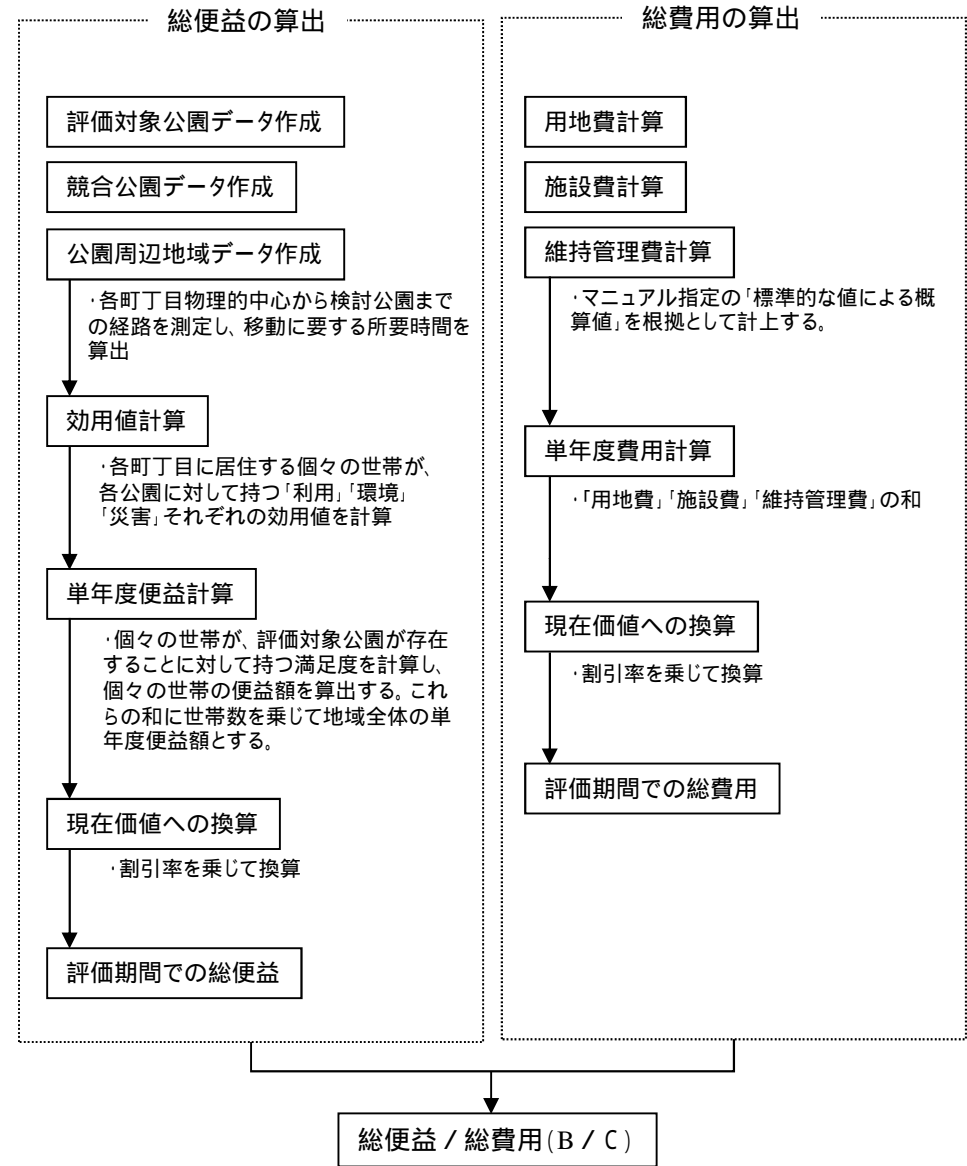 総便益の算出
評価対象公園データ作成
競合公園データ作成
公園周辺地域データ作成
・各町丁目物理的中心から検討公園まで
の経路を測定し、移動に要する所要時間を
算出
効用値計算
・各町丁目に居住する個々の世帯が、
各公園に対して持つ「利用」「環境」
「災害」それぞれの効用値を計算
単年度便益計算
・個々の世帯が、評価対象公園が存在
することに対して持つ満足度を計算し、
個々の世帯の便益額を算出する。これ
らの和に世帯数を乗じて地域全体の単
年度便益額とする。
現在価値への換算
・割引率を乗じて換算
評価期間での総便益
総費用の算出
用地費計算
施設費計算
維持管理費計算
・マニュアル指定の「標準的な値による概
算値」を根拠として計上する。
単年度費用計算
・「用地費」「施設費」「維持管理費」の和
現在価値への換算
・割引率を乗じて換算
評価期間での総費用
総便益／総費用(B／C)